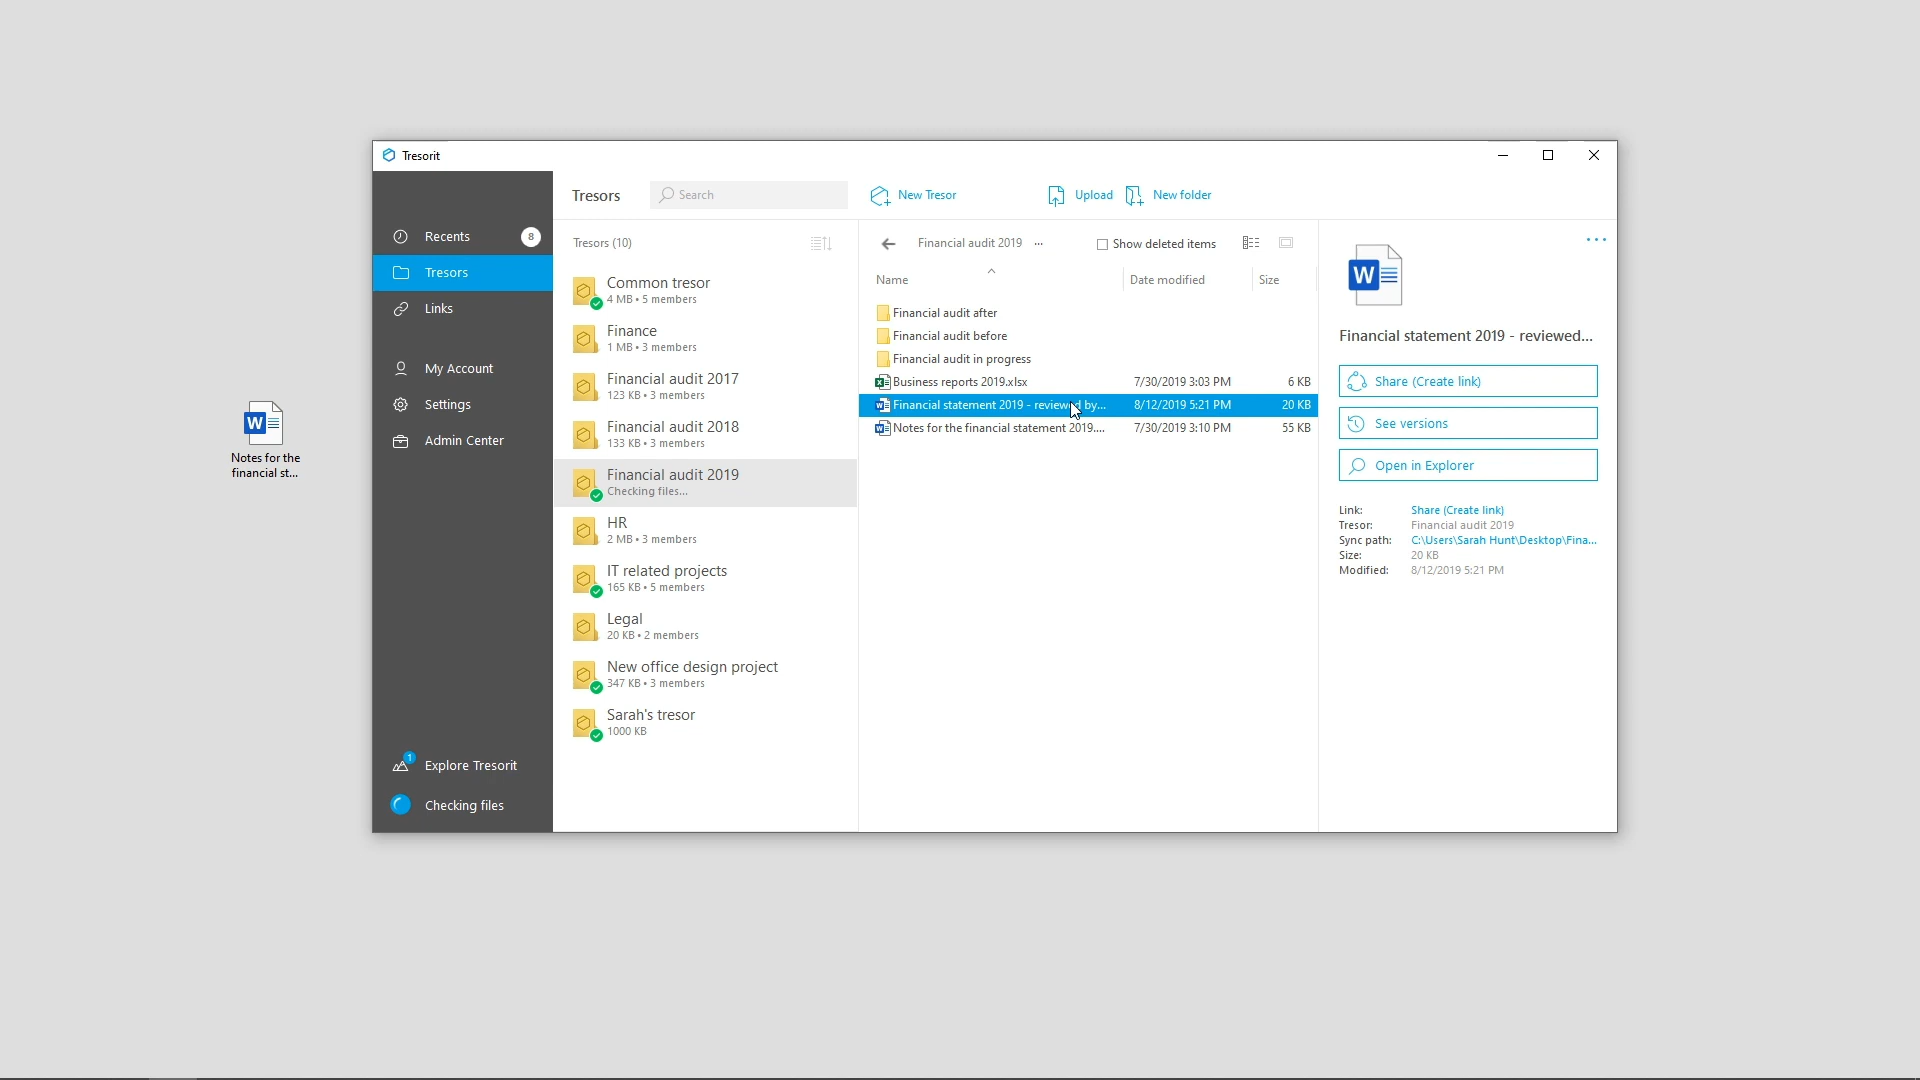 Tresorit
Tresors
Search
New Tresor
Upload
New folder
Recents
8
Tresors
Links
My Account
Settings
Admin Center
Explore Tresorit
1
Checking files
Tresors (10)
Common tresor
4 MB • 5 members
Finance
1 MB • 3 members
Financial audit 2017
123 KB • 3 members
Financial audit 2018
133 KB • 3 members
Financial audit 2019
Checking files...
HR
2 MB • 3 members
IT related projects
165 KB • 5 members
Legal
20 KB • 2 members
New office design project
347 KB • 3 members
Sarah's tresor
1000 KB
Financial audit 2019 ...
Show deleted items
Name Date modified Size
Financial audit after
Financial audit before
Financial audit in progress
Business reports 2019.xlsx 7/30/2019 3:03 PM 6 KB
Financial statement 2019 - reviewed by... 8/12/2019 5:21 PM 20 KB
Notes for the financial statement 2019.... 7/30/2019 3:10 PM 55 KB
W
Financial statement 2019 - reviewed...
Share (Create link)
See versions
Open in Explorer
Link: Share (Create link)
Tresor: Financial audit 2019
Sync path: C:\Users\Sarah Hunt\Desktop\Fina...
Size: 20 KB
Modified: 8/12/2019 5:21 PM
W
Notes for the
financial st...